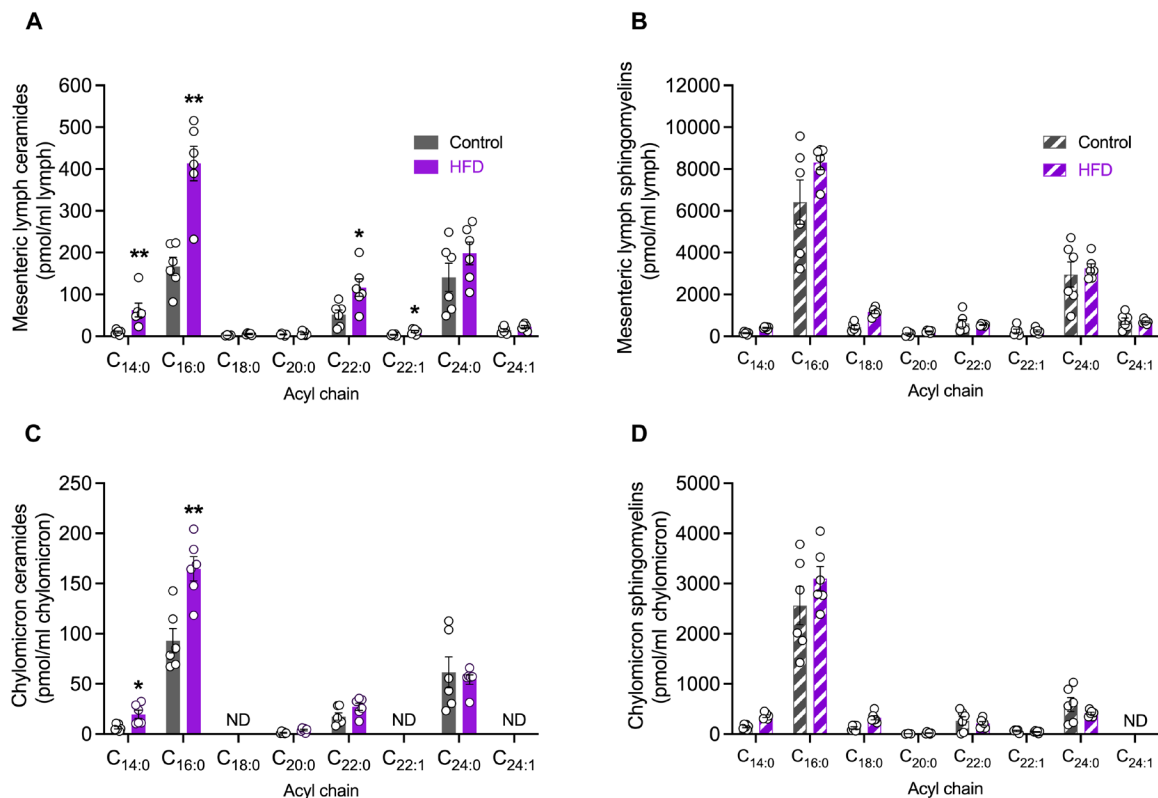 A
Mesenteric lymph ceramides
(pmol/ml lymph)
600
500
400
300
200
100
0
**
**
*
*
Control
HFD
C14:0 C16:0 C18:0 C20:0 C22:0 C22:1 C24:0 C24:1
Acyl chain
B
Mesenteric lymph sphingomyelins
(pmol/ml lymph)
12000
10000
8000
6000
4000
2000
0
Control
HFD
C14:0 C16:0 C18:0 C20:0 C22:0 C22:1 C24:0 C24:1
Acyl chain
C
Chylomicron ceramides
(pmol/ml chylomicron)
250
200
150
100
50
0
*
**
ND ND ND
C14:0 C16:0 C18:0 C20:0 C22:0 C22:1 C24:0 C24:1
Acyl chain
D
Chylomicron sphingomyelins
(pmol/ml chylomicron)
5000
4000
3000
2000
1000
0
ND
C14:0 C16:0 C18:0 C20:0 C22:0 C22:1 C24:0 C24:1
Acyl chain